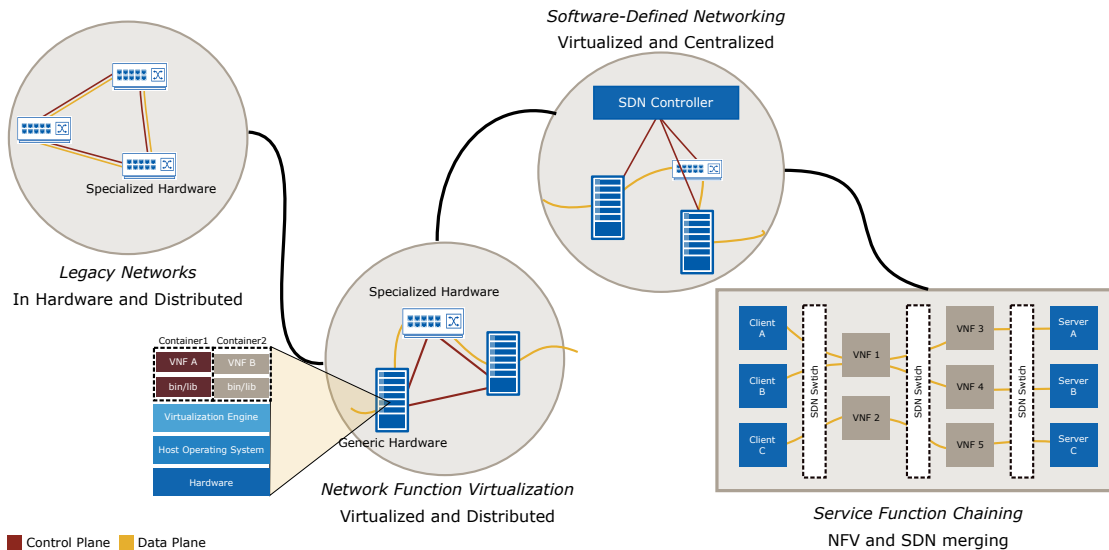 Software-Defined Networking
Virtualized and Centralized
SDN Controller
Specialized Hardware
Legacy Networks
In Hardware and Distributed
Specialized Hardware
Generic Hardware
Container1
Container2
VNF A
VNF B
bin/lib
bin/lib
Virtualization Engine
Host Operating System
Hardware
Network Function Virtualization
Virtualized and Distributed
Client
A
Client
B
Client
C
SDN Switch
VNF 1
VNF 2
SDN Switch
VNF 3
VNF 4
VNF 5
SDN Switch
Server
A
Server
B
Server
C
Service Function Chaining
NFV and SDN merging
Control Plane
Data Plane